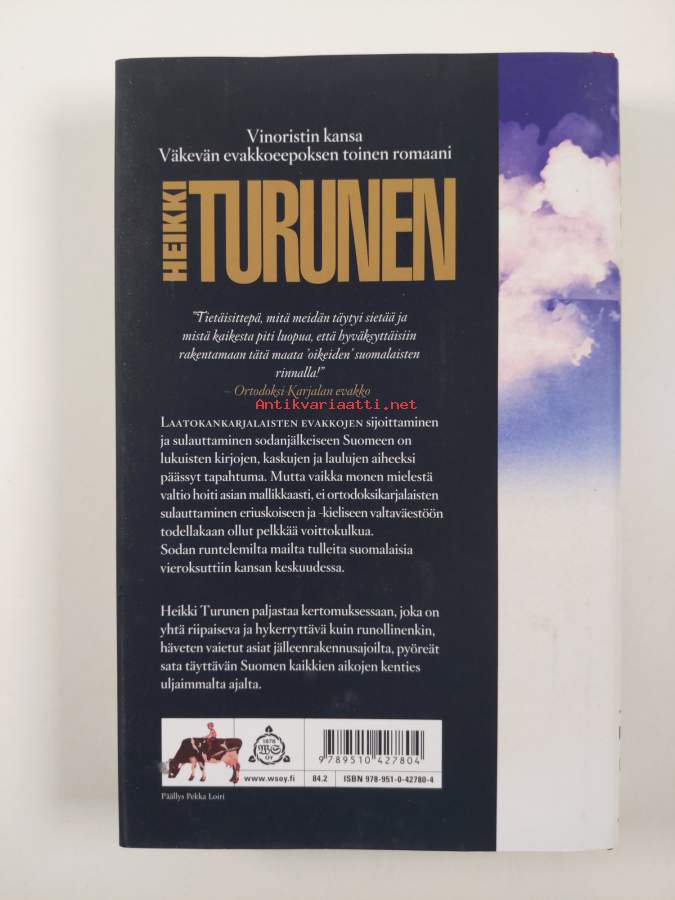 Vinoristin kansa
Väkevän evakkoeepoksen toinen romaani
HEIKKI TURUNEN
"Tietäisittepä, mitä meidän täytyi sietää ja
mistä kaikesta piti luopua, että hyväksyttäisiin
rakentamaan tätä maata 'oikeiden' suomalaisten
rinnalla!"
– Ortodoksi-Karjalan evakko
Antikvariaatti.net
LAATOKANKARJALAISTEN EVAKKOJEN sijoittaminen
ja sulauttaminen sodanjälkeiseen Suomeen on
lukuisten kirjojen, kaskujen ja laulujen aiheeksi
päässyt tapahtuma. Mutta vaikka monen mielestä
valtio hoiti asian mallikkaasti, ei ortodoksikarjalaisten
sulauttaminen eriuskoiseen ja -kieliseen valtaväestöön
todellakaan ollut pelkkää voittokulkua.
Sodan runtelemilta mailta tulleita suomalaisia
vieroksuttiin kansan keskuudessa.
Heikki Turunen paljastaa kertomuksessaan, joka on
yhtä riipaiseva ja hykerryttävä kuin runollinenkin,
häveten vaietut asiat jälleenrakennusajoilta, pyöreät
sata täyttävän Suomen kaikkien aikojen kenties
uljaimmalta ajalta.
1878
WS
OY
9 789510 427804
www.wsoy.fi
84.2
ISBN 978-951-0-42780-4
Päällys Pekka Loiri